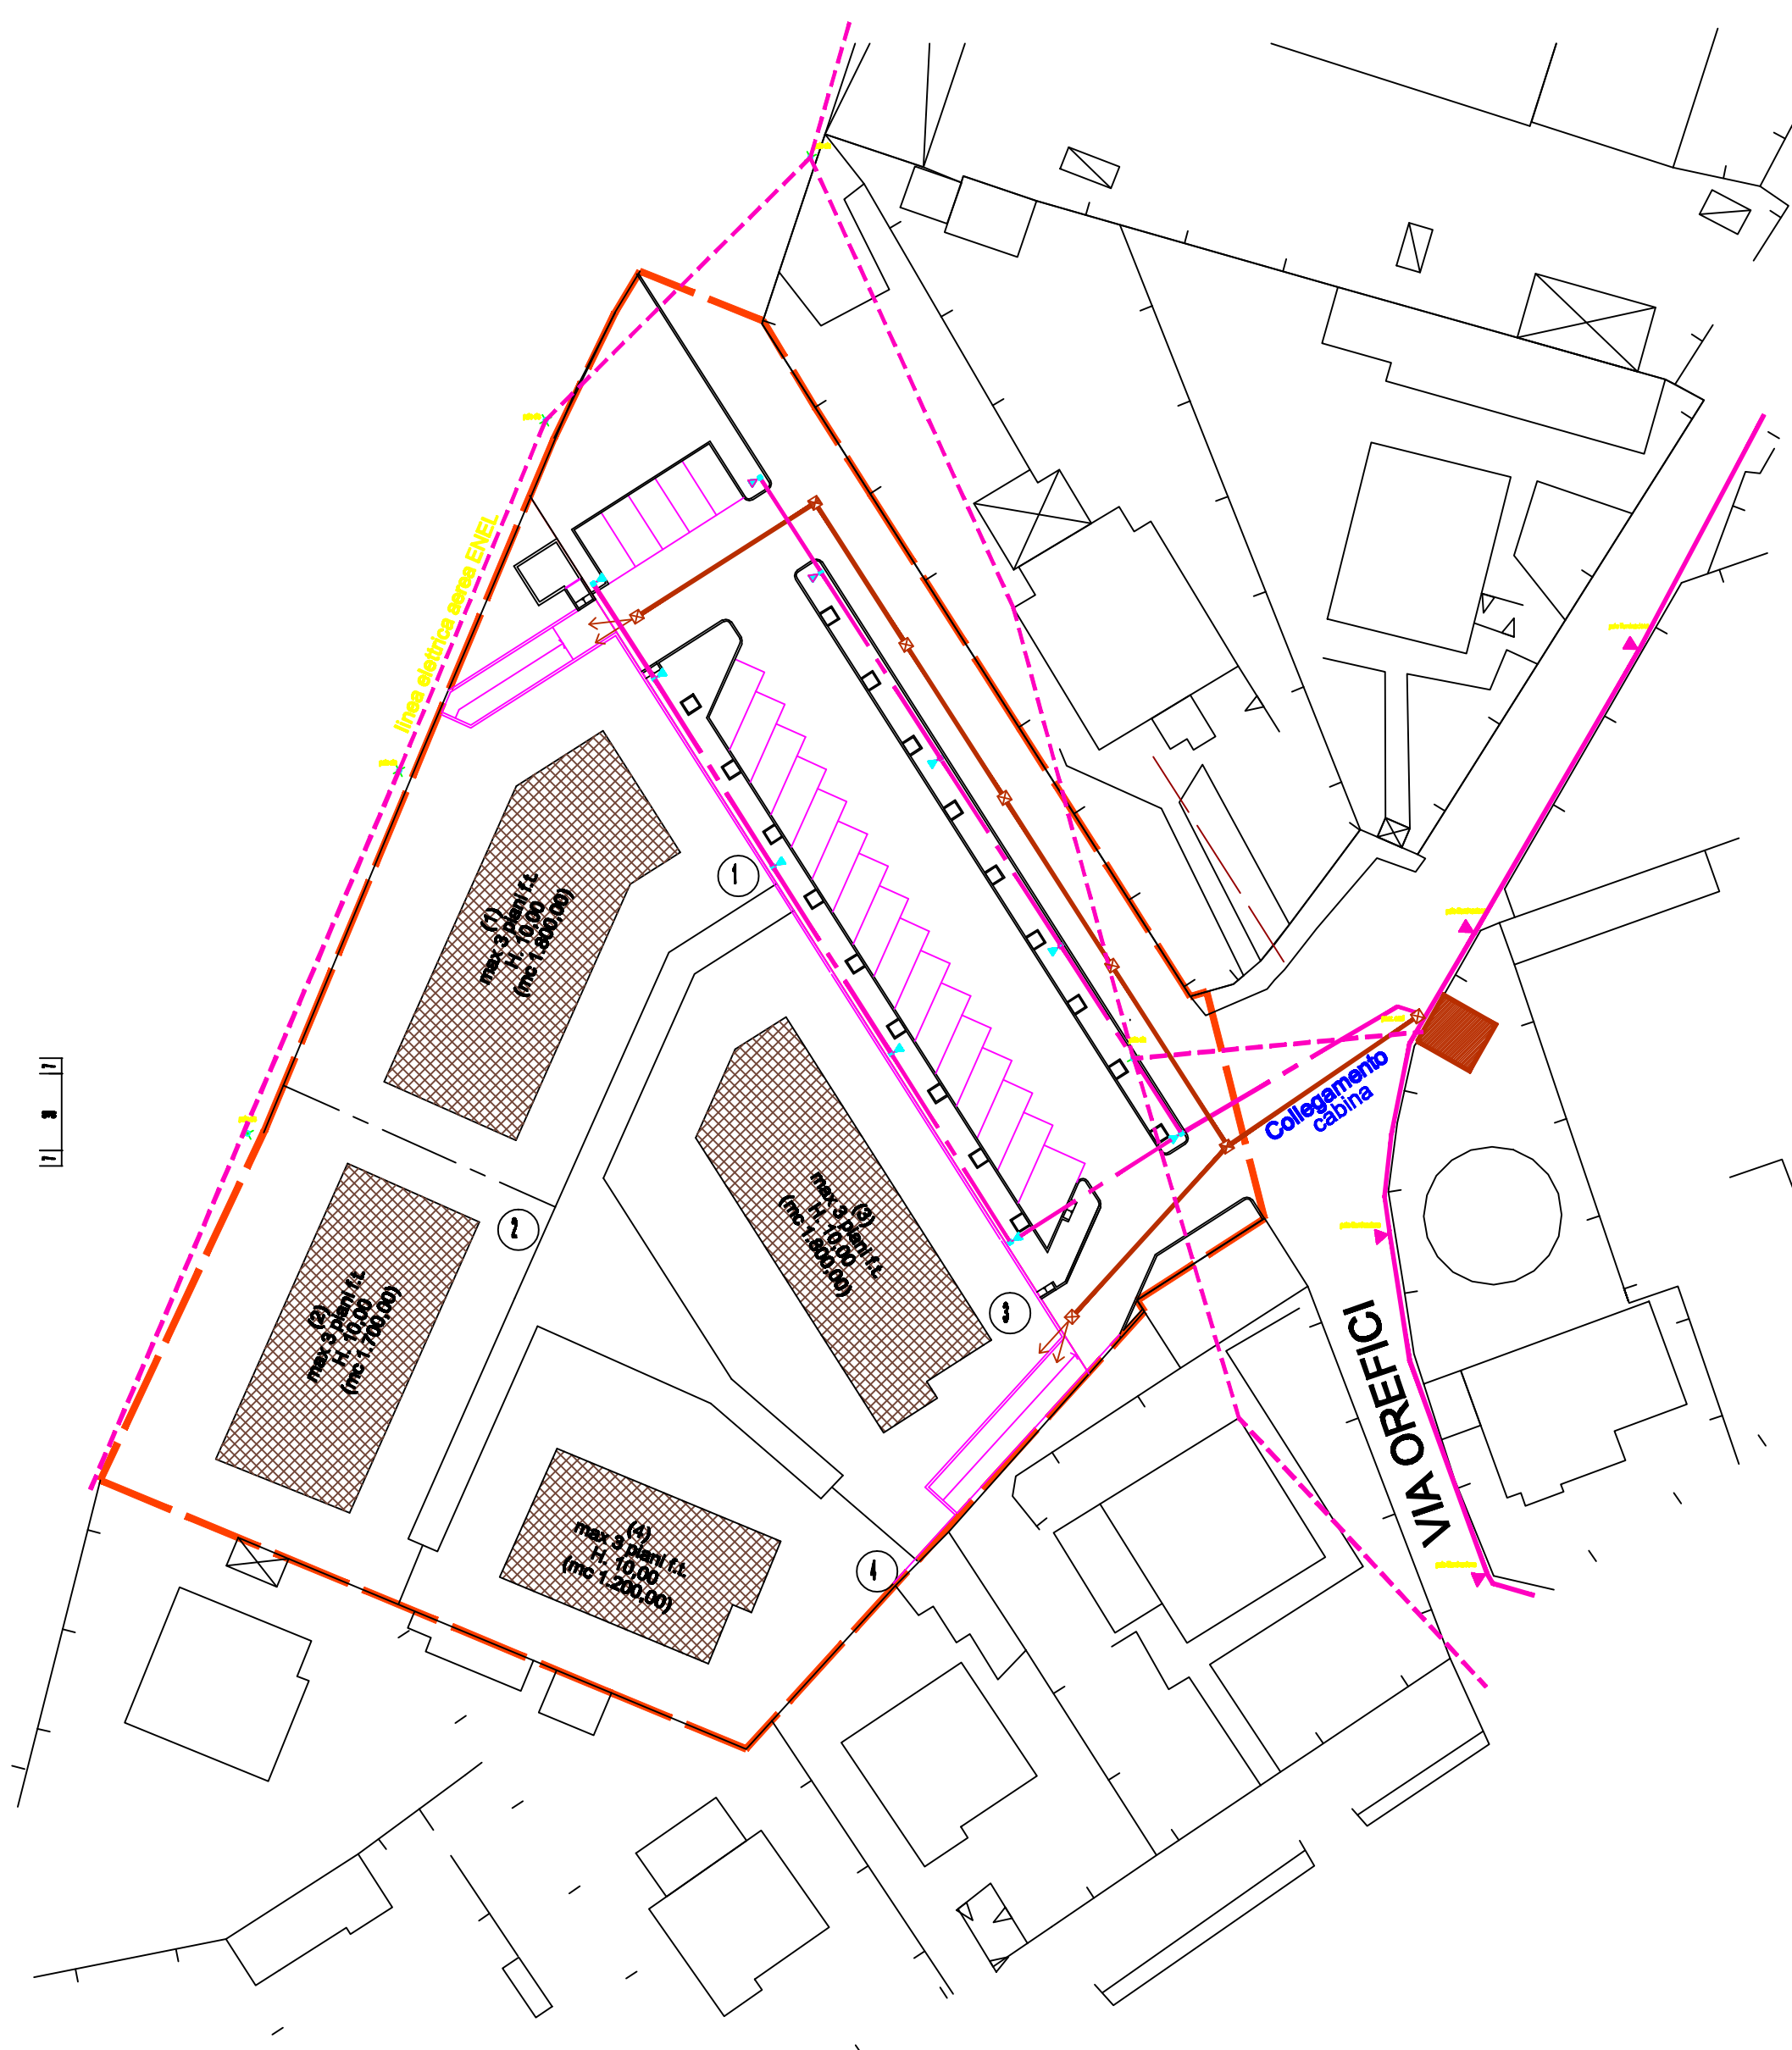 linea elettrica aerea ENEL
(1)
max 3 piani f.t.
H. 10,00
(mc 1.800,00)
1
(2)
max 3 piani f.t.
H. 10,00
(mc 1.700,00)
2
(3)
max 3 piani f.t.
H. 10,00
(mc 1.800,00)
3
(4)
max 3 piani f.t.
H. 10,00
(mc 1.200,00)
4
Collegamento
cabina
VIA OREFICI